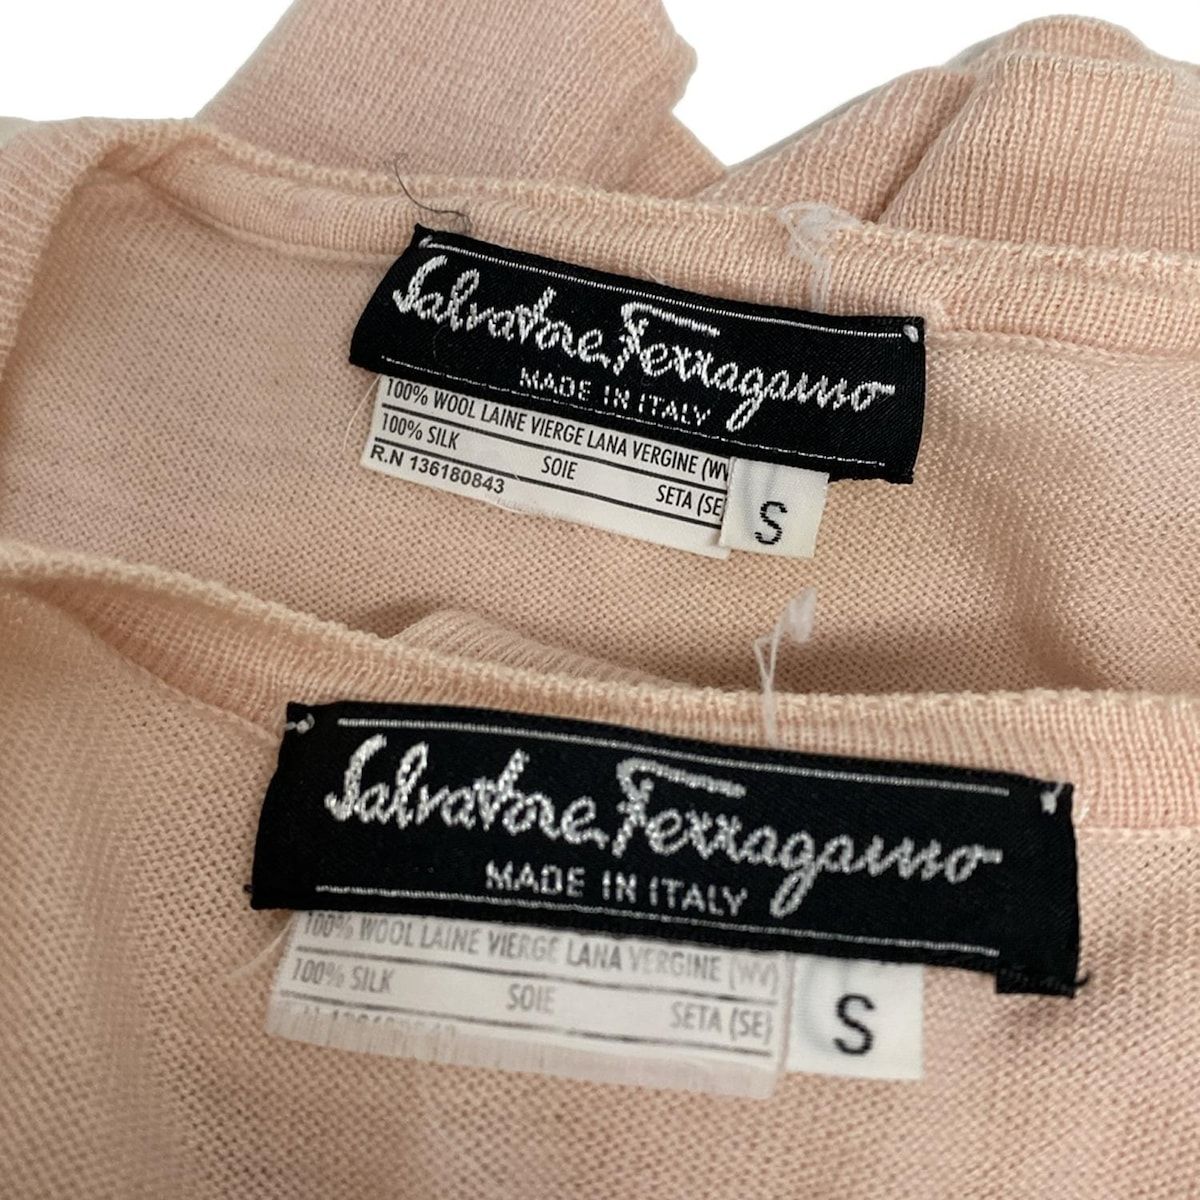 Salvatore Ferragamo
MADE IN ITALY
100% WOOL LAINE VIERGE LANA VERGINE (WV
100% SILK SOIE SETA (SE
R.N 136180843
S
Salvatore Ferragamo
MADE IN ITALY
100% WOOL LAINE VIERGE LANA VERGINE (WV)
100% SILK SOIE SETA (SE)
S